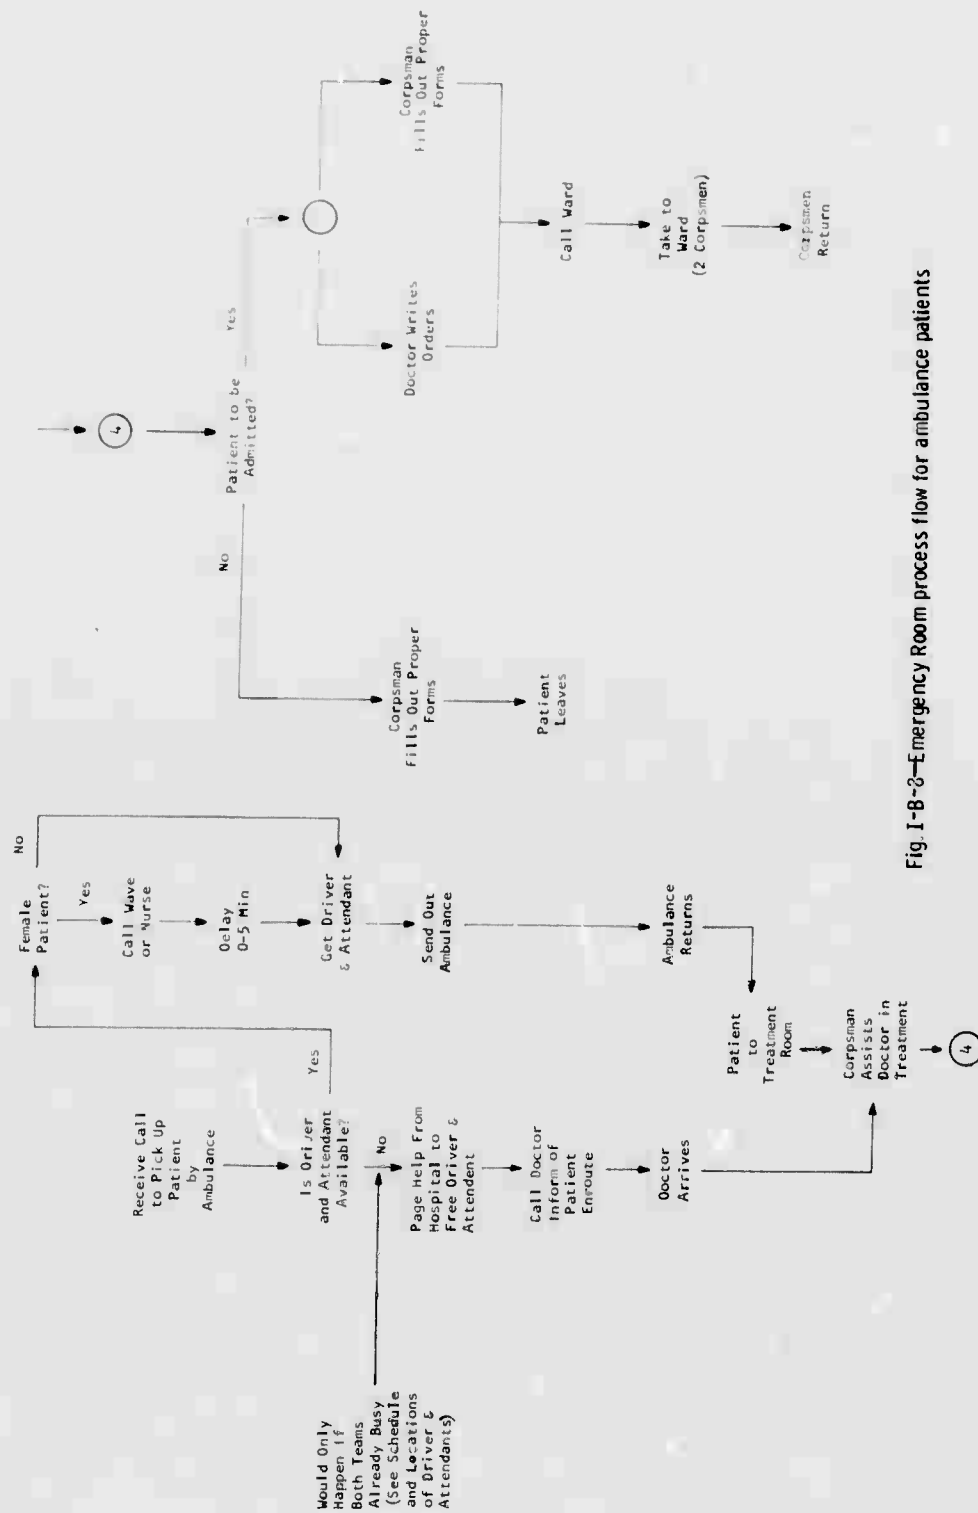 Receive Call
to Pick Up
Patient
by
Ambulance
Is Driver
and Attendant
Available?
Yes
No
Would Only
Happen If
Both Teams
Already Busy
(See Schedule
and Locations
of Driver &
Attendants)
Page Help From
Hospital to
Free Driver &
Attendent
Call Doctor
Inform of
Patient
Enroute
Doctor
Arrives
Female
Patient?
No
Yes
Call Wave
or Nurse
Delay
0-5 Min
Get Driver
& Attendant
Send Out
Ambulance
Ambulance
Returns
Patient
to
Treatment
Room
Corpsman
Assists
Doctor in
Treatment
4
4
Patient to be
Admitted?
No
Yes
Corpsman
Fills Out Proper
Forms
Patient
Leaves
Doctor Writes
Orders
Corpsman
Fills Out Proper
Forms
Call Ward
Take to
Ward
(2 Corpsmen)
Corpsmen
Return
Fig. I-B-2—Emergency Room process flow for ambulance patients